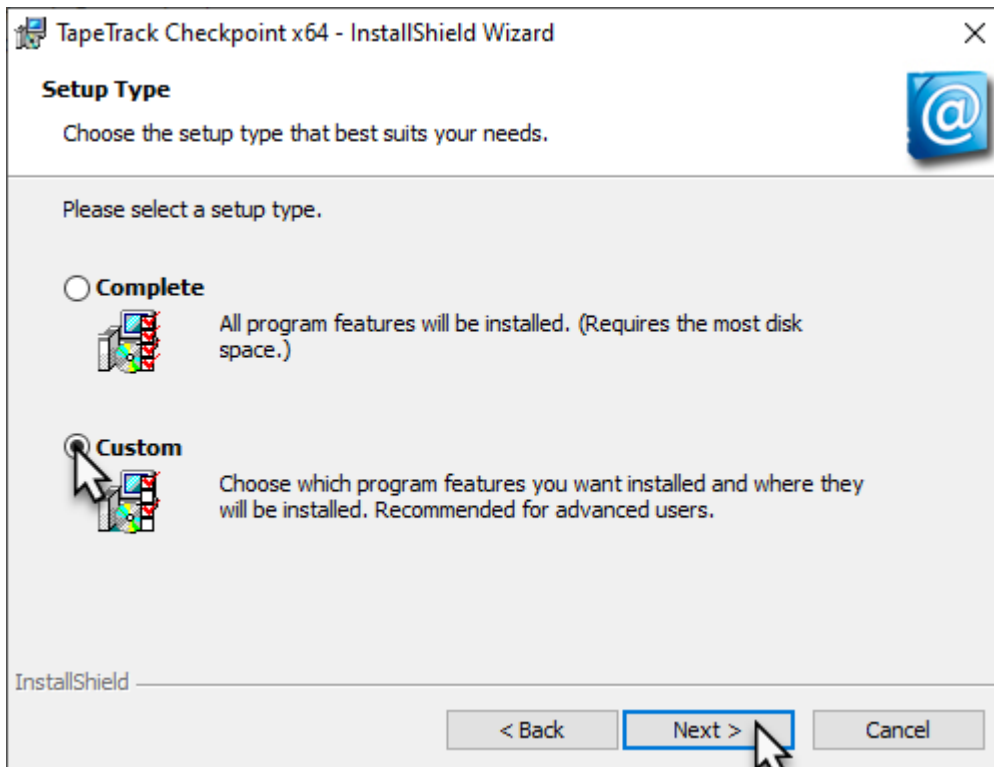 TapeTrack Checkpoint x64 - InstallShield Wizard
Setup Type
Choose the setup type that best suits your needs.
Please select a setup type.
Complete
All program features will be installed. (Requires the most disk
space.)
Custom
Choose which program features you want installed and where they
will be installed. Recommended for advanced users.
InstallShield
< Back
Next >
Cancel